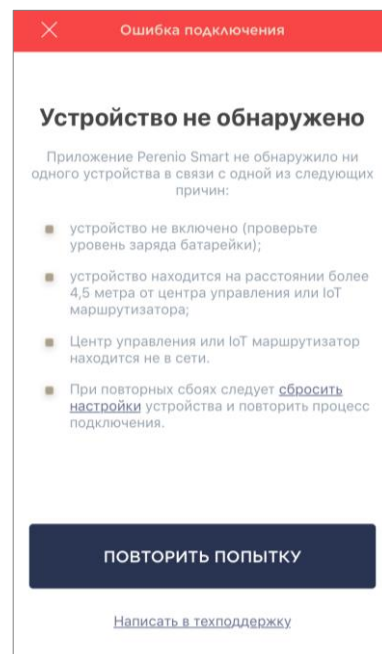 Ошибка подключения
Устройство не обнаружено
Приложение Perenio Smart не обнаружило ни
одного устройства в связи с одной из следующих
причин:
устройство не включено (проверьте
уровень заряда батарейки);
устройство находится на расстоянии более
4,5 метра от центра управления или IoT
маршрутизатора;
Центр управления или IoT маршрутизатор
находится не в сети.
При повторных сбоях следует сбросить
настройки устройства и повторить процесс
подключения.
ПОВТОРИТЬ ПОПЫТКУ
Написать в техподдержку